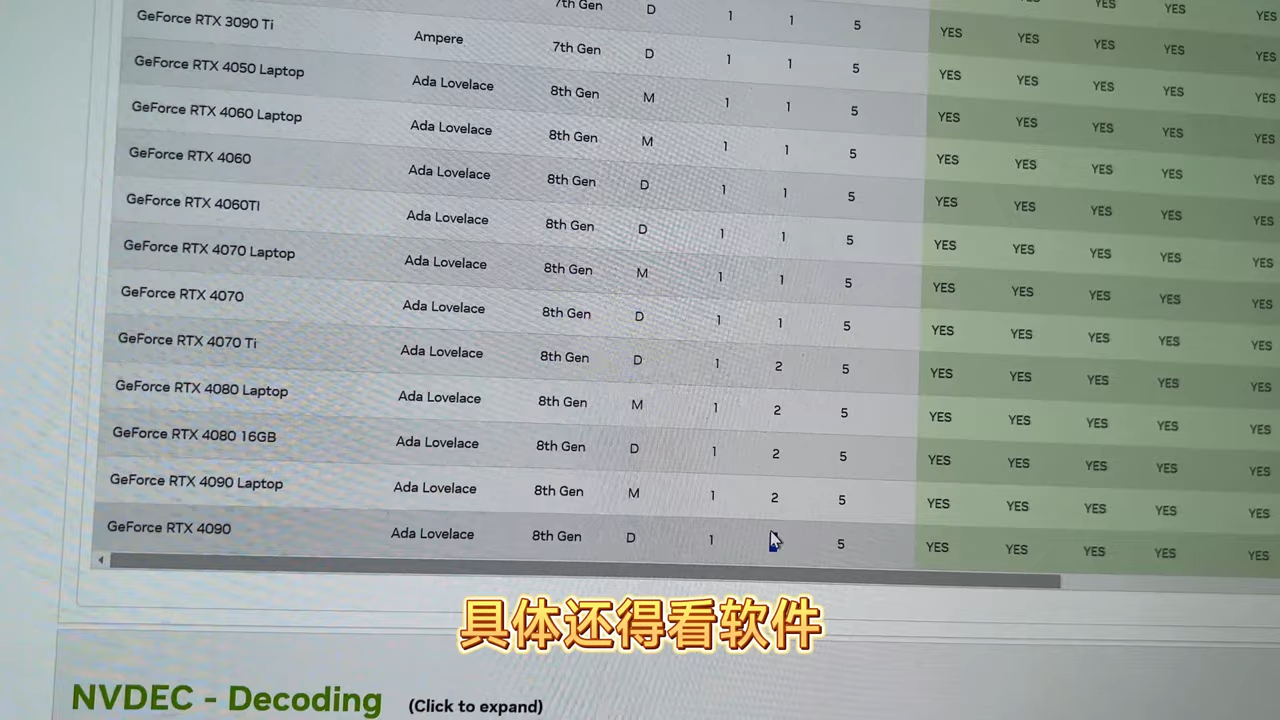 7th Gen D 1 1 5 YES YES YES YES YES
GeForce RTX 3090 Ti Ampere 7th Gen D 1 1 5 YES YES YES YES YES
GeForce RTX 4050 Laptop Ada Lovelace 8th Gen M 1 1 5 YES YES YES YES YES
GeForce RTX 4060 Laptop Ada Lovelace 8th Gen M 1 1 5 YES YES YES YES YES
GeForce RTX 4060 Ada Lovelace 8th Gen D 1 1 5 YES YES YES YES YES
GeForce RTX 4060TI Ada Lovelace 8th Gen D 1 1 5 YES YES YES YES YES
GeForce RTX 4070 Laptop Ada Lovelace 8th Gen M 1 1 5 YES YES YES YES YES
GeForce RTX 4070 Ada Lovelace 8th Gen D 1 1 5 YES YES YES YES YES
GeForce RTX 4070 Ti Ada Lovelace 8th Gen D 1 2 5 YES YES YES YES YES
GeForce RTX 4080 Laptop Ada Lovelace 8th Gen M 1 2 5 YES YES YES YES YES
GeForce RTX 4080 16GB Ada Lovelace 8th Gen D 1 2 5 YES YES YES YES YES
GeForce RTX 4090 Laptop Ada Lovelace 8th Gen M 1 2 5 YES YES YES YES YES
GeForce RTX 4090 Ada Lovelace 8th Gen D 1 5 YES YES YES YES YES
具体还得看软件
NVDEC - Decoding (Click to expand)